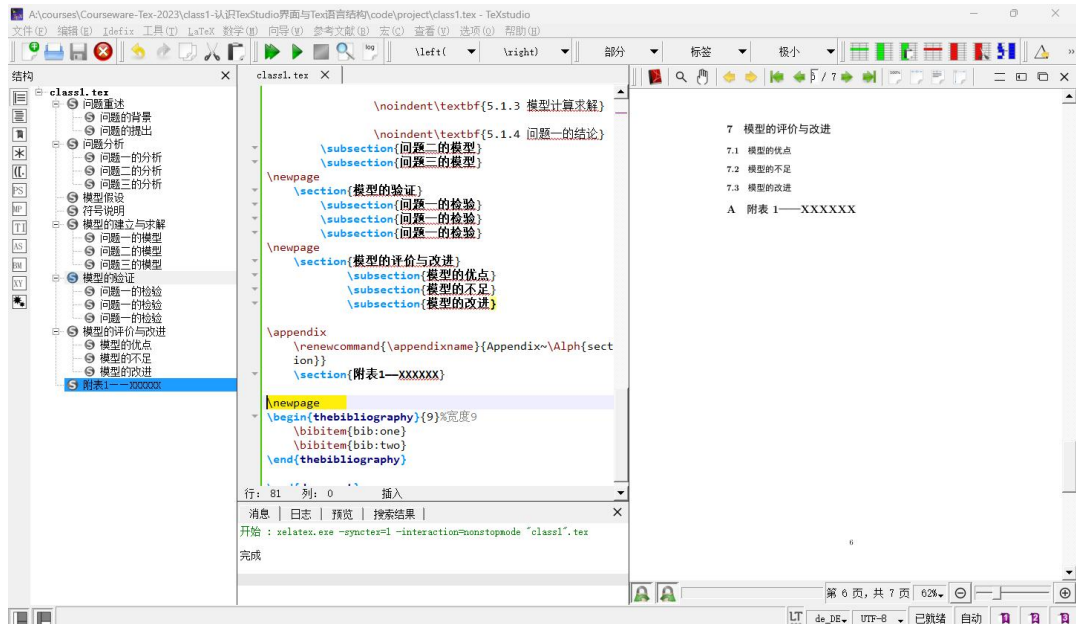 A:\courses\Courseware-Tex-2023\class1-认识TexStudio界面与Tex语言结构\code\project\class1.tex - TeXstudio
文件(F) 编辑(E) Idefix 工具(T) LaTeX 数学(M) 向导(W) 参考文献(B) 宏(C) 查看(V) 选项(O) 帮助(H)
log \left( \right) 部分 标签 极小 5 / 7 »
结构
class1.tex
问题重述
问题的背景
问题的提出
问题分析
问题一的分析
问题二的分析
问题三的分析
模型假设
符号说明
模型的建立与求解
问题一的模型
问题二的模型
问题三的模型
模型的验证
问题一的检验
问题一的检验
问题一的检验
模型的评价与改进
模型的优点
模型的不足
模型的改进
附表1——XXXXXX
PS
MP
TI
AS
BM
XY
class1.tex
\noindent\textbf{5.1.3 模型计算求解}
\noindent\textbf{5.1.4 问题一的结论}
\subsection{问题二的模型}
\subsection{问题三的模型}
\newpage
\section{模型的验证}
\subsection{问题一的检验}
\subsection{问题一的检验}
\subsection{问题一的检验}
\newpage
\section{模型的评价与改进}
\subsection{模型的优点}
\subsection{模型的不足}
\subsection{模型的改进}
\appendix
\renewcommand{\appendixname}{Appendix~\Alph{sect
ion}}
\section{附表1——XXXXXX}
\newpage
\begin{thebibliography}{9}%宽度9
\bibitem{bib:one}
\bibitem{bib:two}
\end{thebibliography}
行: 81 列: 0 插入
消息 日志 预览 搜索结果
开始 : xelatex.exe -synctex=1 -interaction=nonstopmode "class1".tex
完成
7 模型的评价与改进
7.1 模型的优点
7.2 模型的不足
7.3 模型的改进
A 附表 1——XXXXXX
6
第 6 页, 共 7 页 62%
LT de_DE UTF-8 已就绪 自动 1 2 3